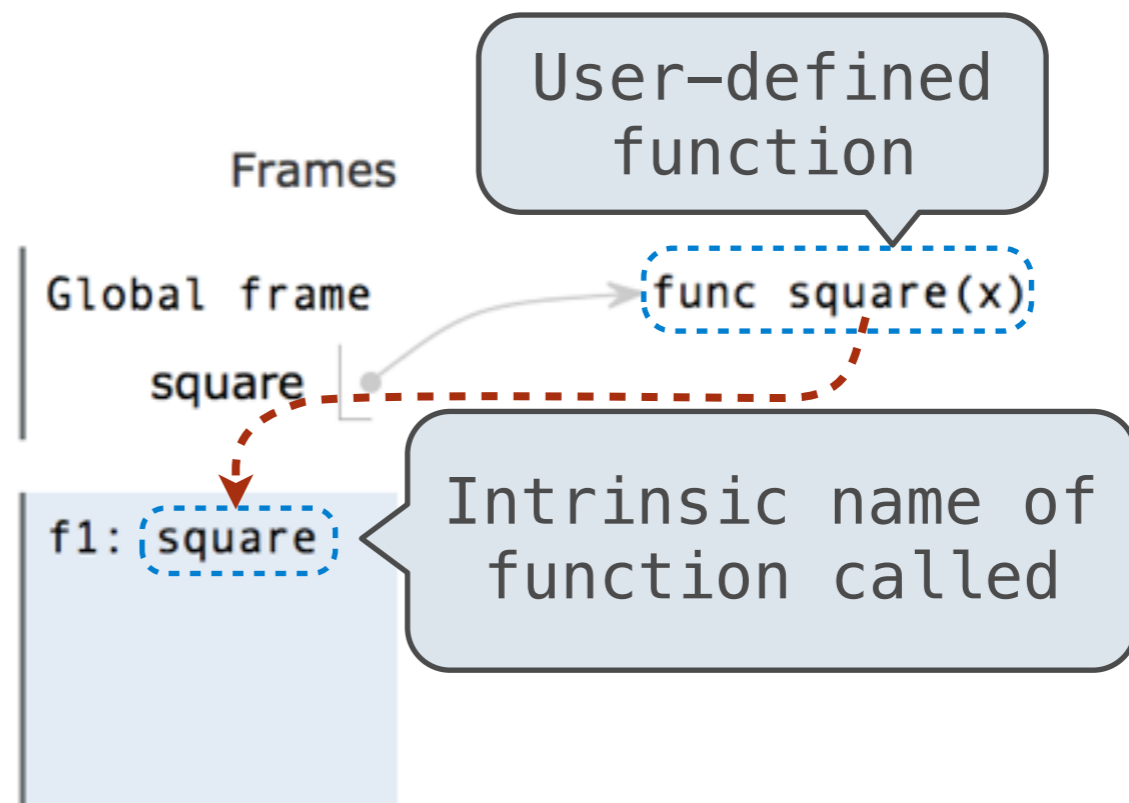 User-defined
function
Frames
Global frame
func square(x)
square
f1: square
Intrinsic name of
function called